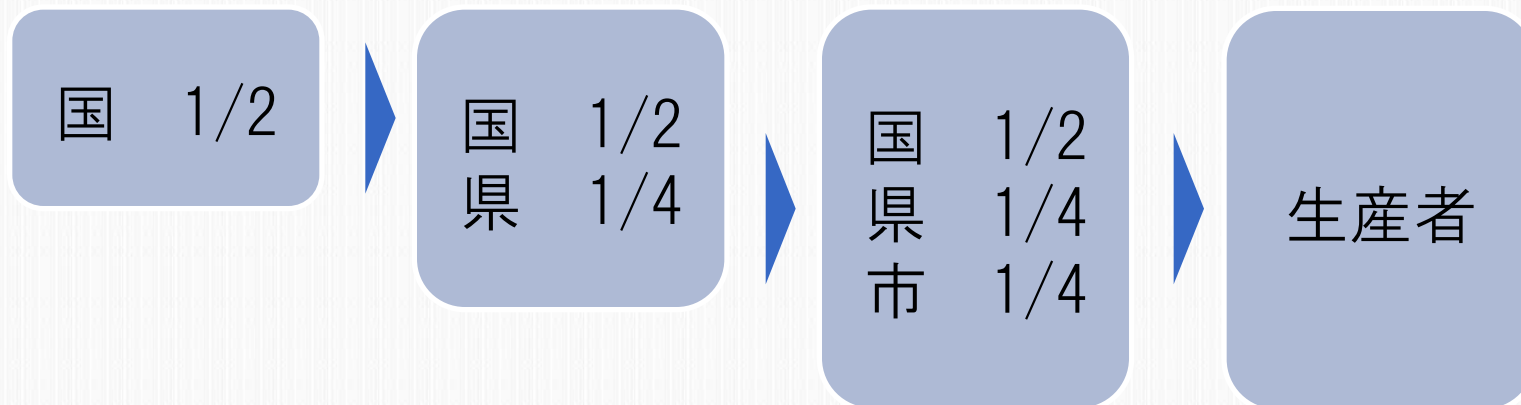 国　1/2
国　1/2
県　1/4
国　1/2
県　1/4
市　1/4
生産者